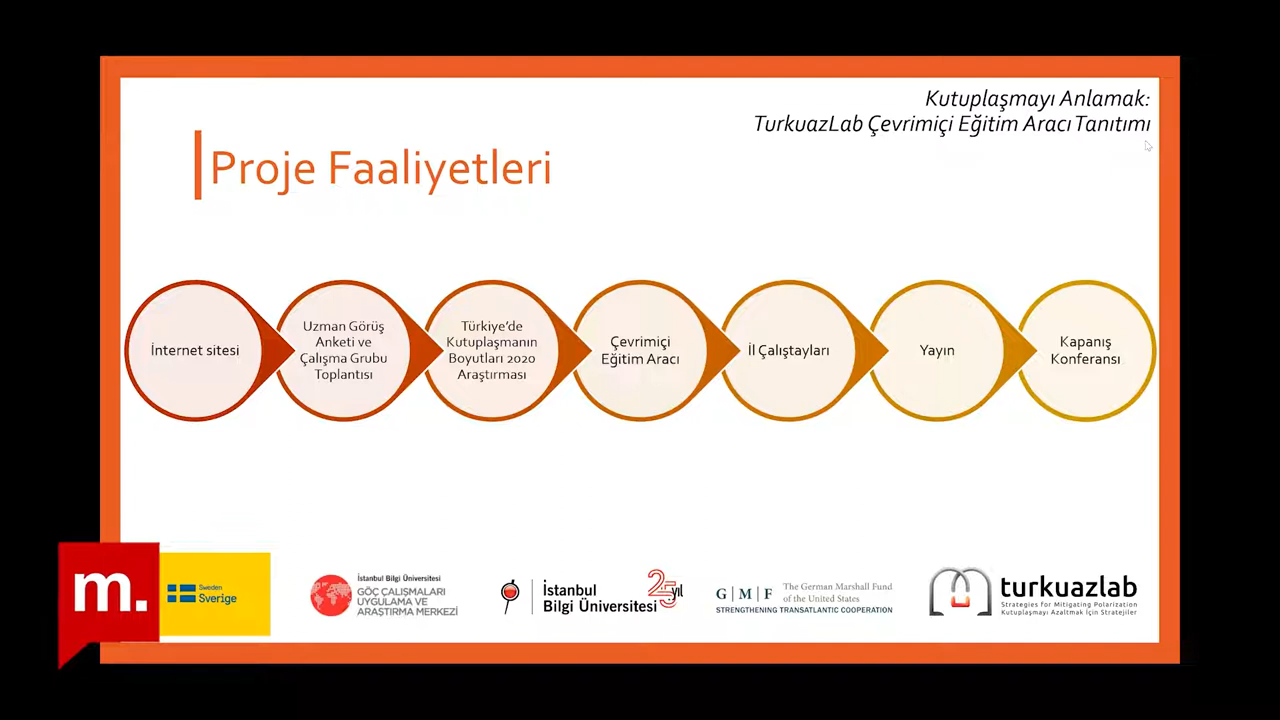 Kutuplaşmayı Anlamak:
TurkuazLab Çevrimiçi Eğitim Aracı Tanıtımı
Proje Faaliyetleri
İnternet sitesi
Uzman Görüş
Anketi ve
Çalışma Grubu
Toplantısı
Türkiye'de
Kutuplaşmanın
Boyutları 2020
Araştırması
Çevrimiçi
Eğitim Aracı
İl Çalıştayları
Yayın
Kapanış
Konferansı
m.
Sweden
Sverige
İstanbul Bilgi Üniversitesi
GÖÇ ÇALIŞMALARI
UYGULAMA VE
ARAŞTIRMA MERKEZİ
İstanbul
Bilgi Üniversitesi
25 yıl
G | M | F
The German Marshall Fund
of the United States
STRENGTHENING TRANSATLANTIC COOPERATION
turkuazlab
Strategies for Mitigating Polarization
Kutuplaşmayı Azaltmak İçin Stratejiler